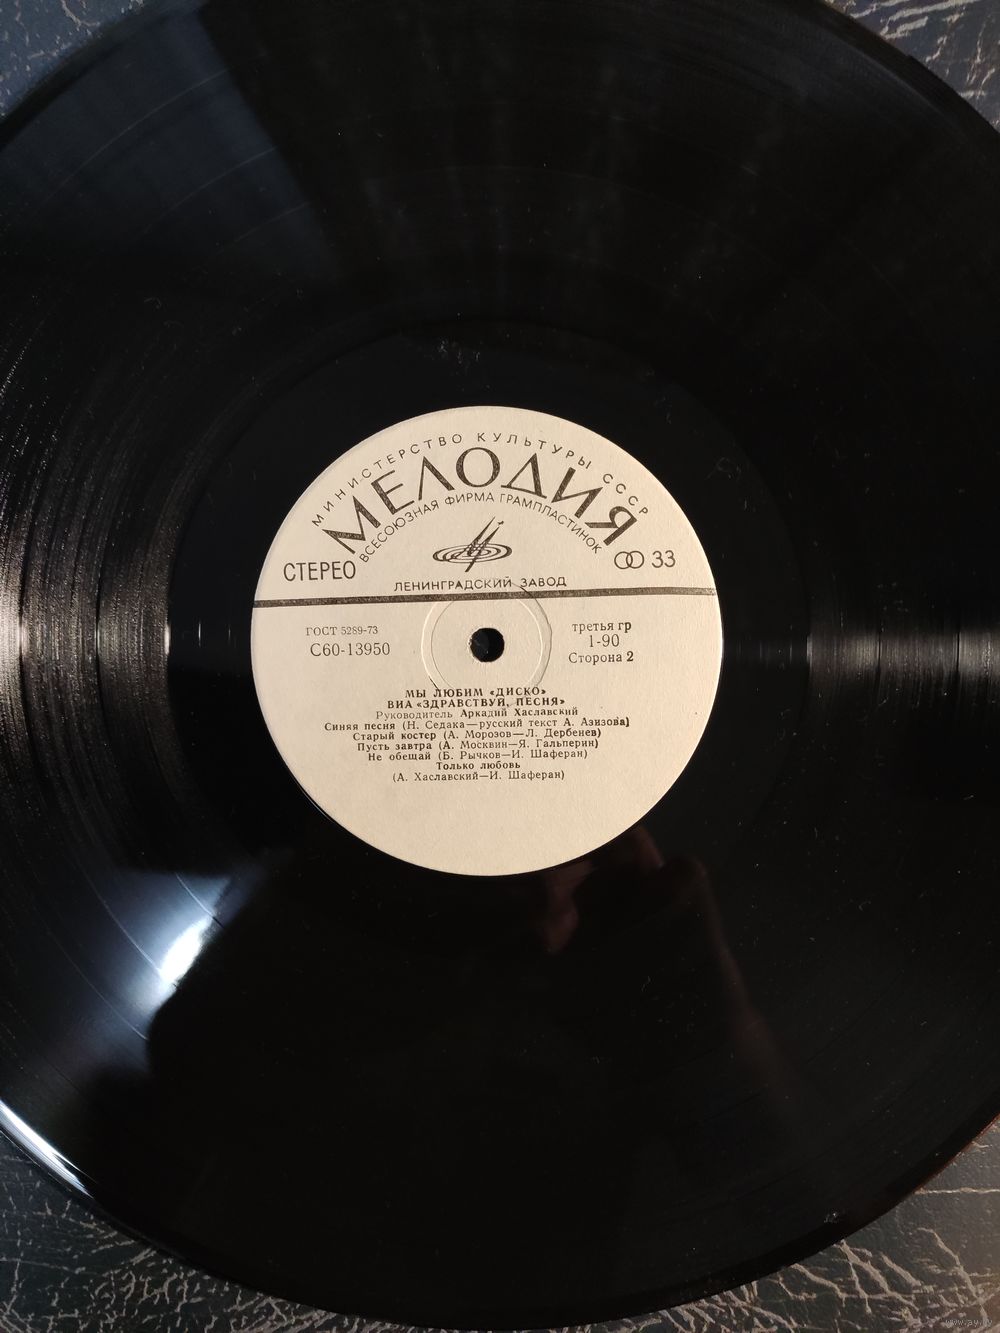 МИНИСТЕРСТВО КУЛЬТУРЫ СССР
МЕЛОДИЯ
ВСЕСОЮЗНАЯ ФИРМА ГРАМПЛАСТИНОК
СТЕРЕО
33
ЛЕНИНГРАДСКИЙ ЗАВОД
ГОСТ 5289-73
С60-13950
третья гр
1-90
Сторона 2
МЫ ЛЮБИМ «ДИСКО»
ВИА «ЗДРАВСТВУЙ, ПЕСНЯ»
Руководитель Аркадий Хаславский
Синяя песня (Н. Седака—русский текст А. Азизова)
Старый костер (А. Морозов—Л. Дербенев)
Пусть завтра (А. Москвин—Я. Гальперин)
Не обещай (Б. Рычков—И. Шаферан)
Только любовь
(А. Хаславский—И. Шаферан)